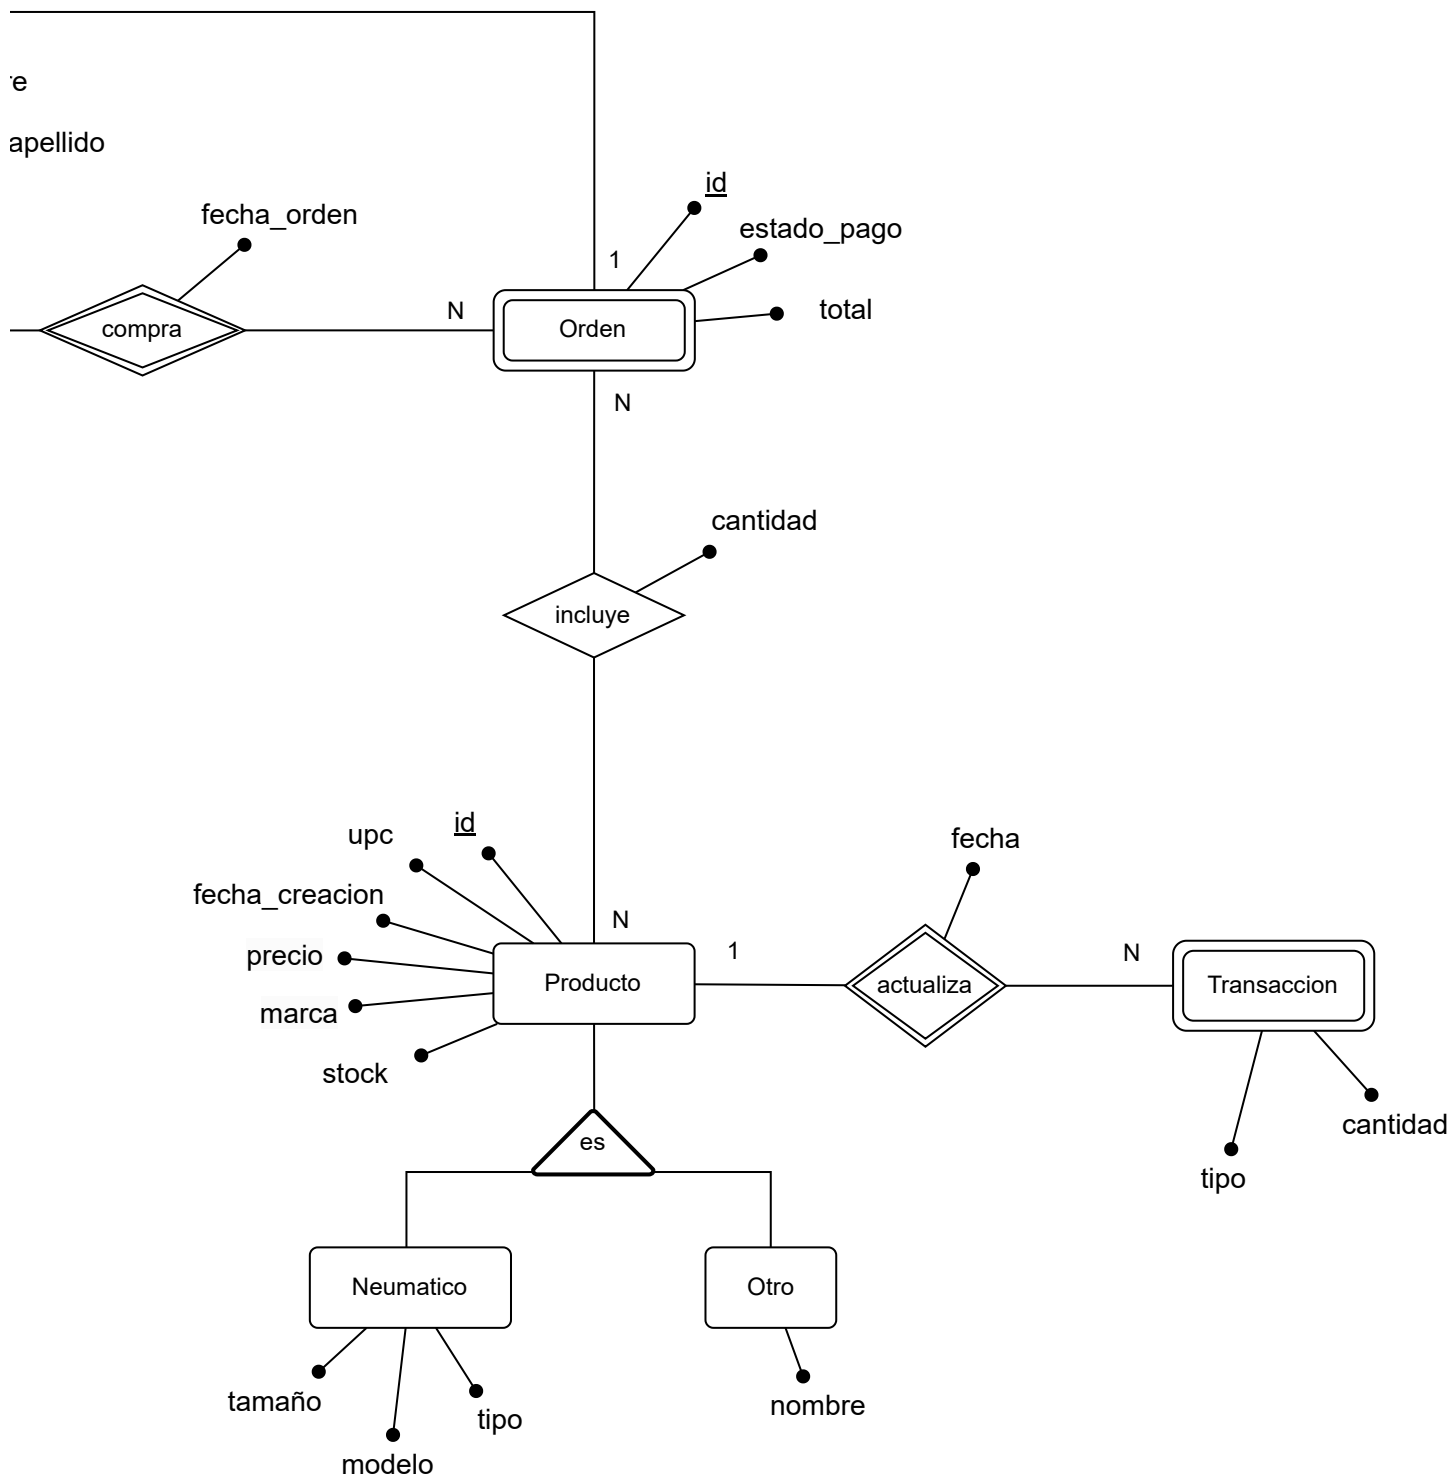 re
apellido
id
fecha_orden
estado_pago
1
total
N
compra
Orden
N
cantidad
incluye
id
upc
fecha
fecha_creacion
N
1
N
precio
Producto
actualiza
Transaccion
marca
stock
cantidad
es
tipo
Neumatico
Otro
tamaño
nombre
tipo
modelo